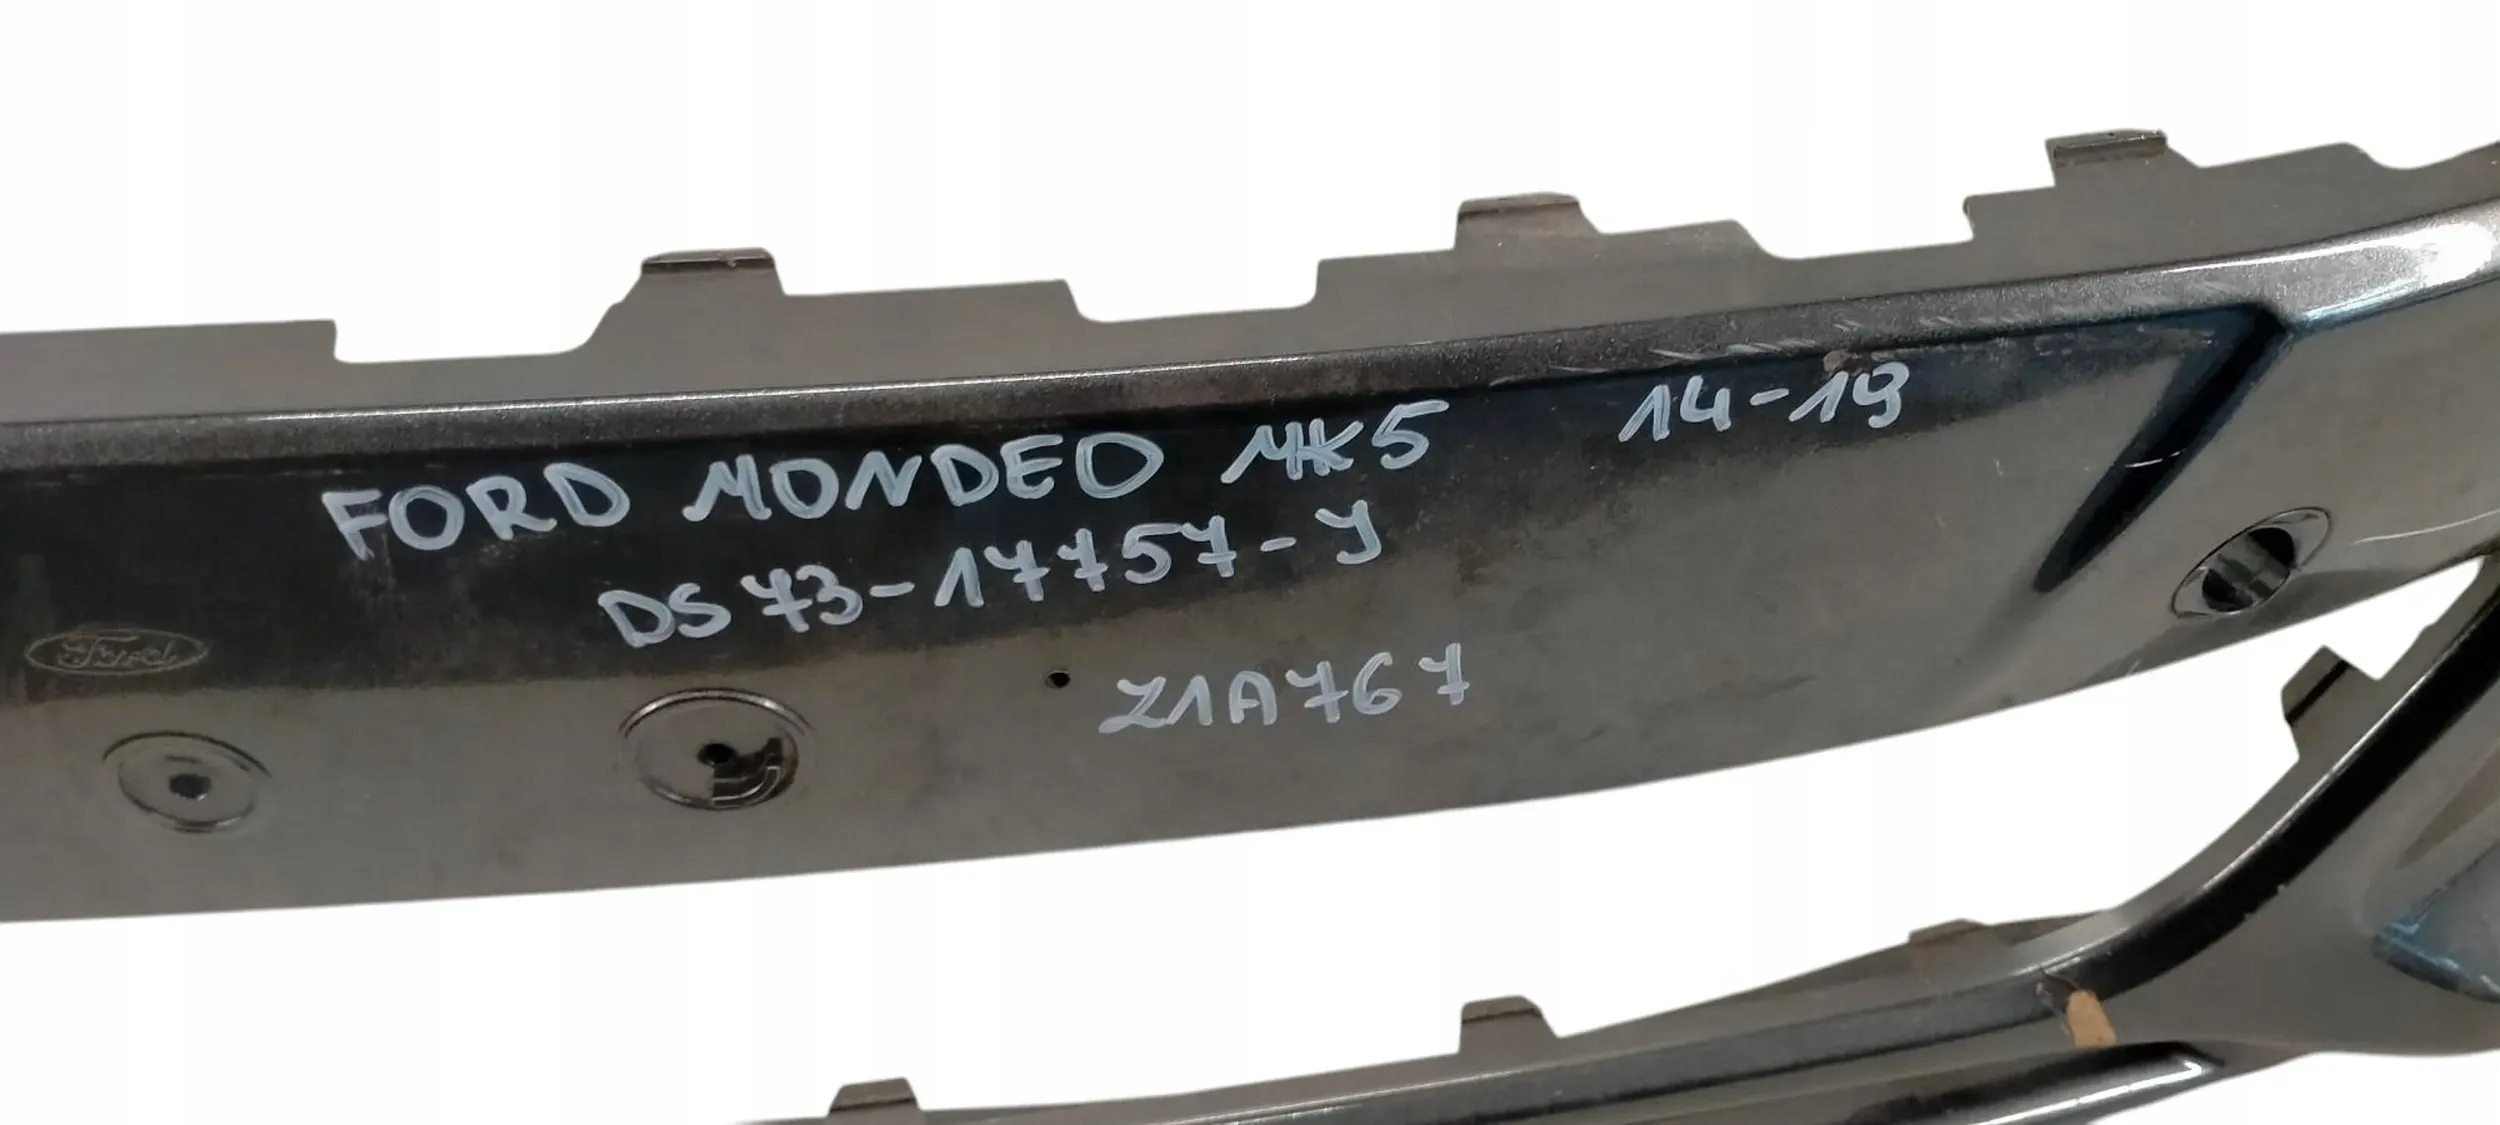 FORD MONDEO MK5 14-19
DS73-17757-J
Z1A767
Ford